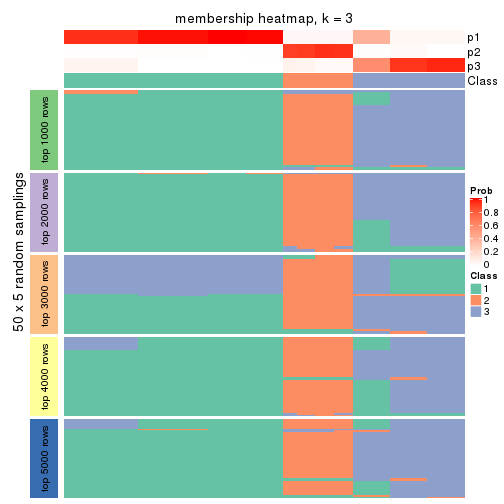 membership heatmap, k = 3
p1
p2
p3
Class
50 x 5 random samplings
top 1000 rows
top 2000 rows
top 3000 rows
top 4000 rows
top 5000 rows
Prob
1
0.8
0.6
0.4
0.2
0
Class
1
2
3